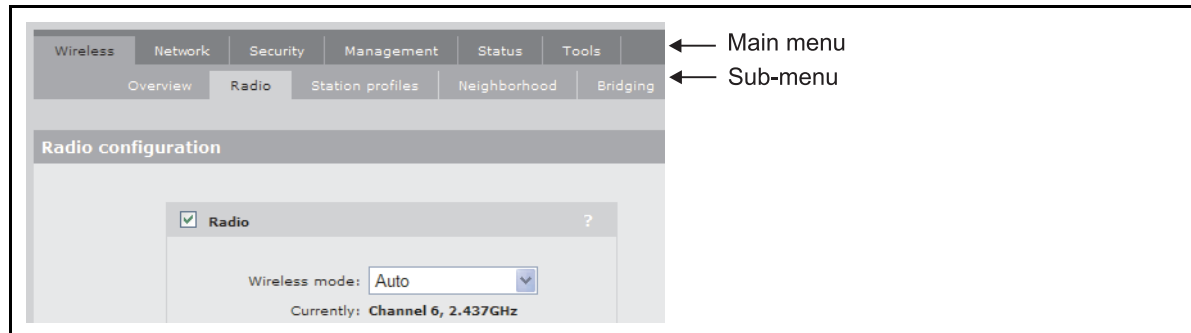 Wireless Network Security Management Status Tools Main menu
Overview Radio Station profiles Neighborhood Bridging Sub-menu
Radio configuration
Radio ?
Wireless mode: Auto
Currently: Channel 6, 2.437GHz